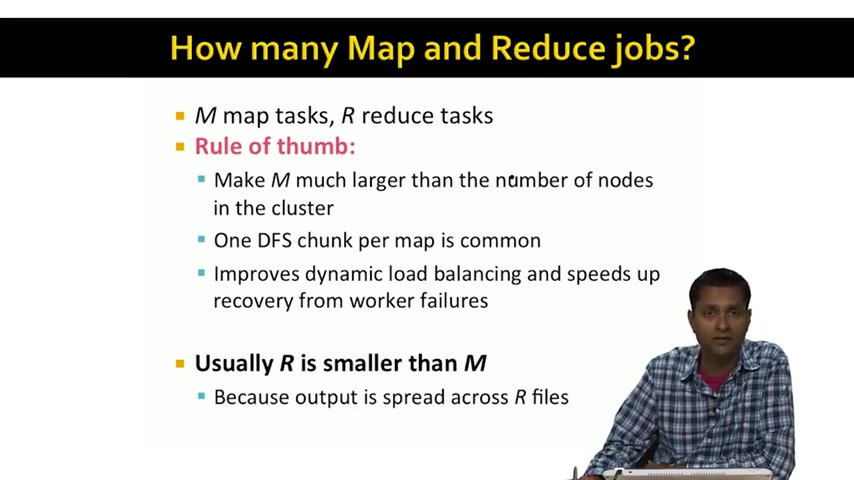 How many Map and Reduce jobs?
M map tasks, R reduce tasks
Rule of thumb:
Make M much larger than the number of nodes
in the cluster
One DFS chunk per map is common
Improves dynamic load balancing and speeds up
recovery from worker failures
Usually R is smaller than M
Because output is spread across R files